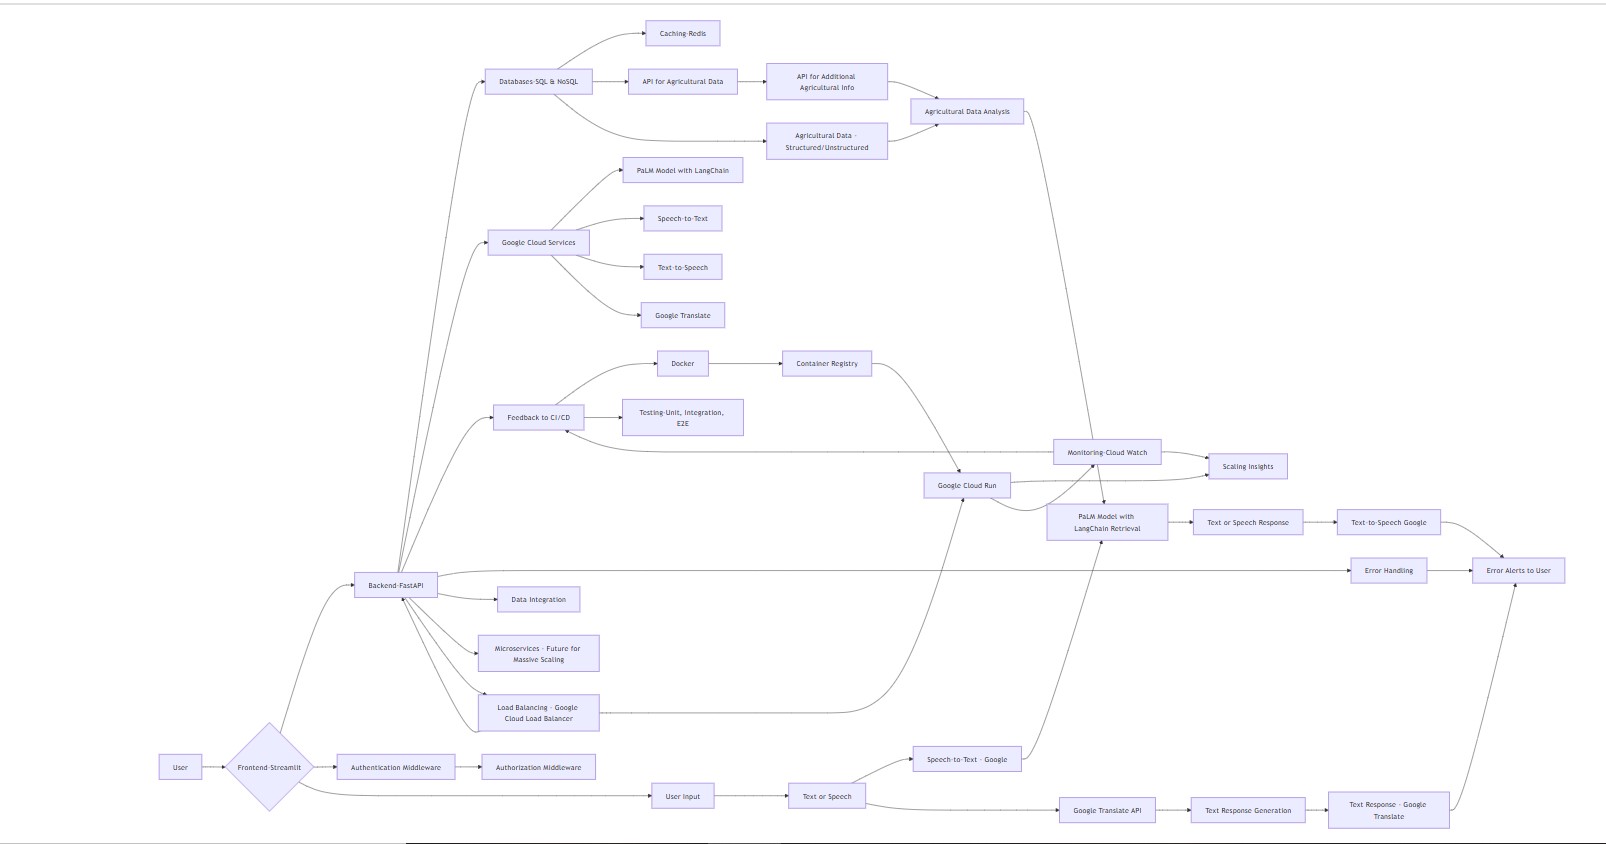 Caching-Redis
Databases-SQL & NoSQL
API for Agricultural Data
API for Additional
Agricultural Info
Agricultural Data Analysis
Agricultural Data -
Structured/Unstructured
PaLM Model with LangChain
Speech-to-Text
Google Cloud Services
Text-to-Speech
Google Translate
Docker
Container Registry
Feedback to CI/CD
Testing-Unit, Integration,
E2E
Monitoring-Cloud Watch
Scaling Insights
Google Cloud Run
PaLM Model with
LangChain Retrieval
Text or Speech Response
Text-to-Speech Google
Backend-FastAPI
Error Handling
Error Alerts to User
Data Integration
Microservices - Future for
Massive Scaling
Load Balancing - Google
Cloud Load Balancer
User
Frontend-Streamlit
Authentication Middleware
Authorization Middleware
Speech-to-Text - Google
User Input
Text or Speech
Google Translate API
Text Response Generation
Text Response - Google
Translate